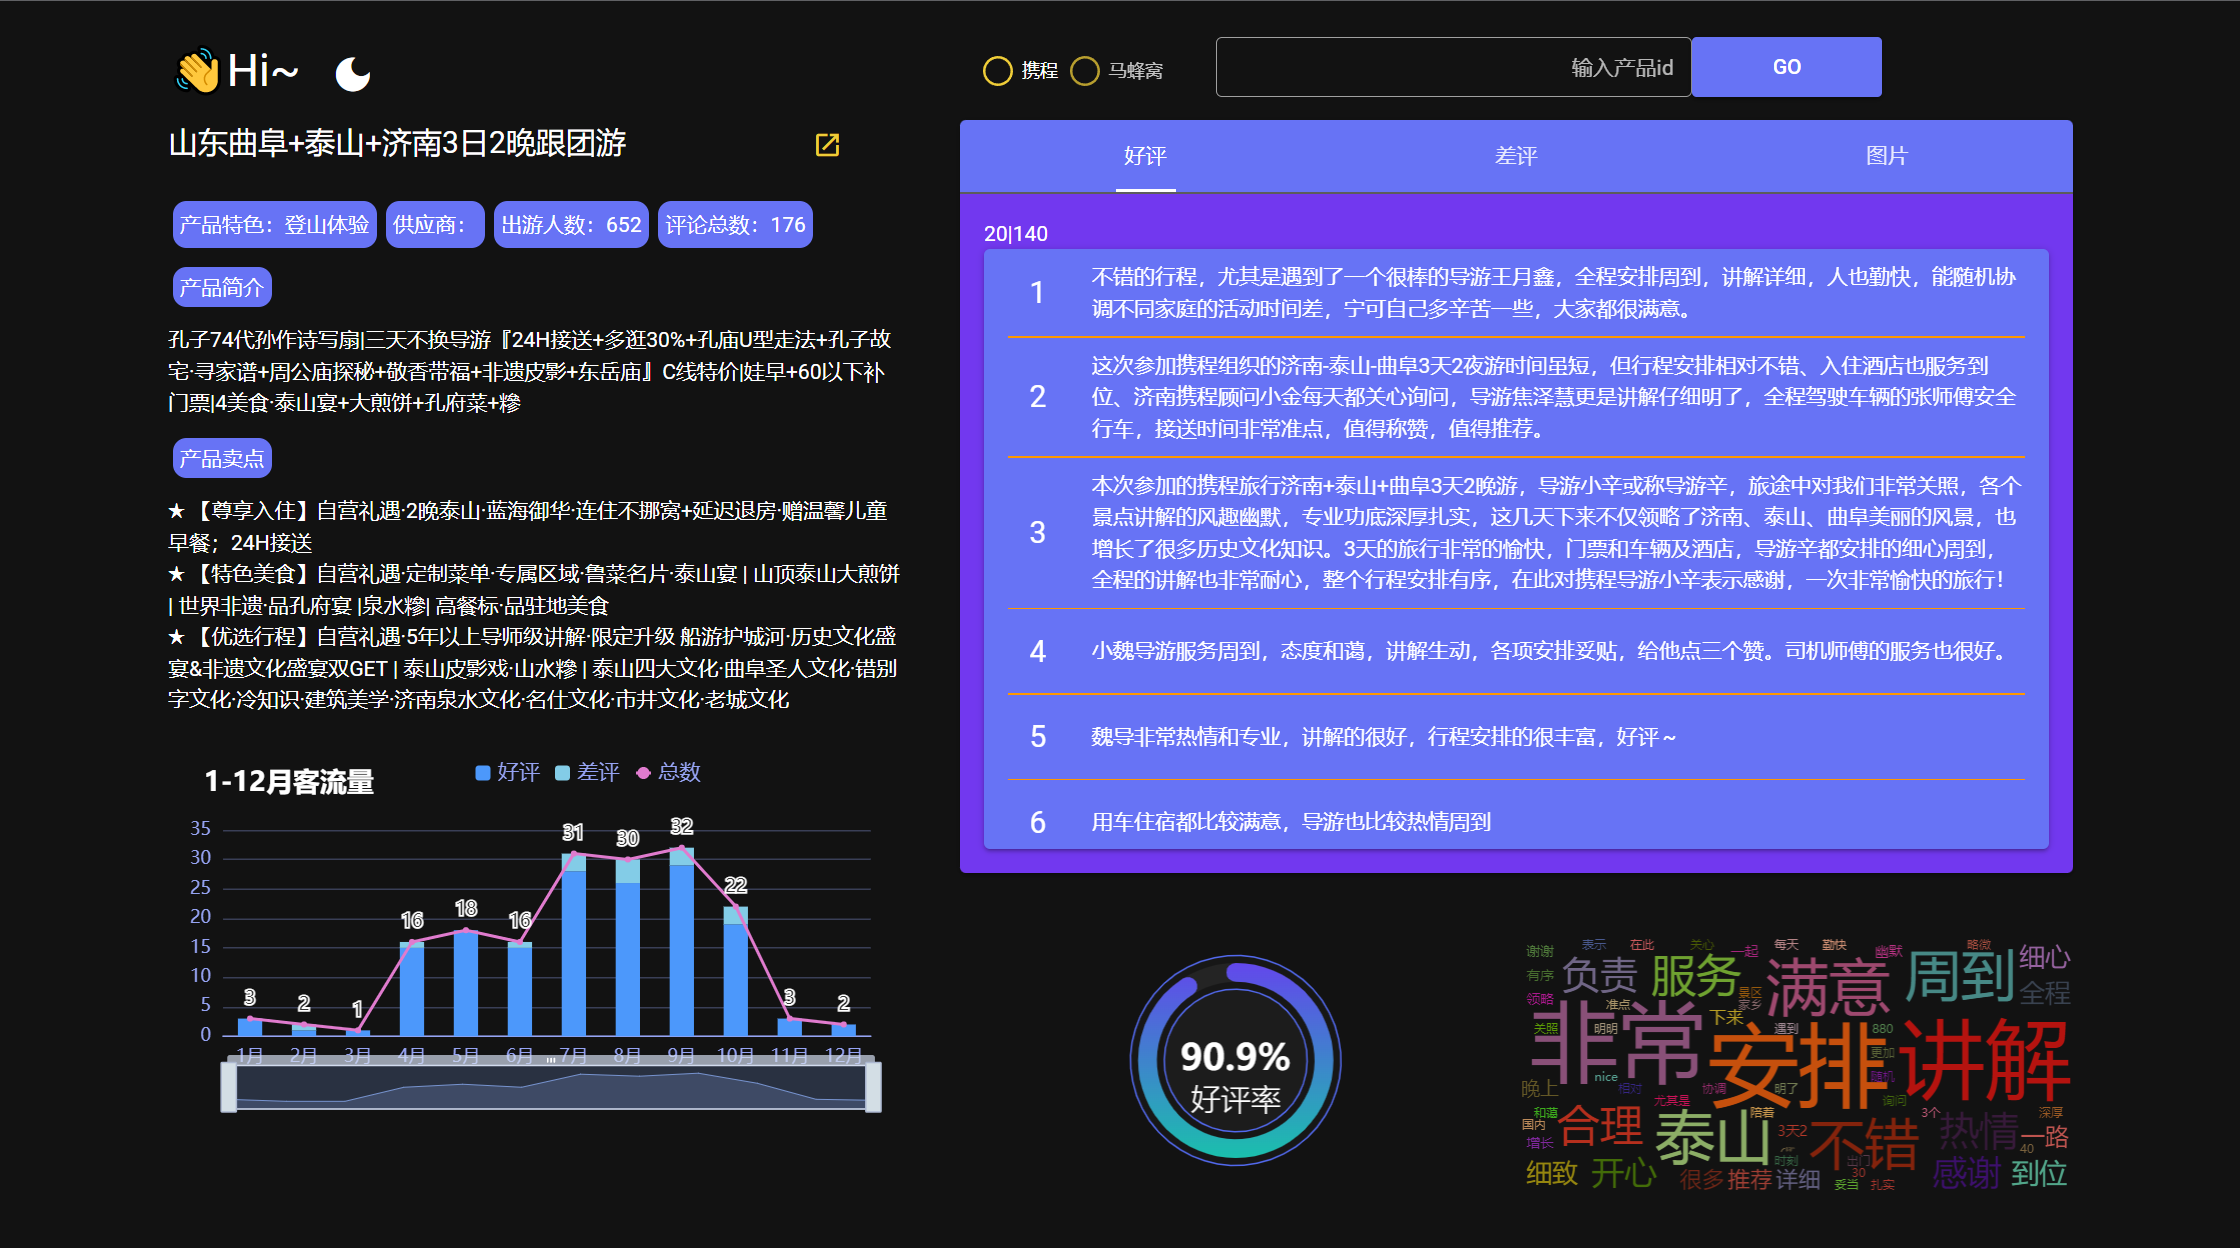 Hi~
携程
马蜂窝
输入产品id
GO
山东曲阜+泰山+济南3日2晚跟团游
产品特色：登山体验
供应商：
出游人数：652
评论总数：176
产品简介
孔子74代孙作诗写扇|三天不换导游『24H接送+多逛30%+孔庙U型走法+孔子故
宅·寻家谱+周公庙探秘+敬香带福+非遗皮影+东岳庙』C线特价|娃早+60以下补
门票|4美食·泰山宴+大煎饼+孔府菜+糁
产品卖点
★ 【尊享入住】自营礼遇·2晚泰山·蓝海御华·连住不挪窝+延迟退房·赠温馨儿童
早餐；24H接送
★ 【特色美食】自营礼遇·定制菜单·专属区域·鲁菜名片·泰山宴 | 山顶泰山大煎饼
| 世界非遗·品孔府宴 |泉水糁| 高餐标·品驻地美食
★ 【优选行程】自营礼遇·5年以上导师级讲解·限定升级 船游护城河·历史文化盛
宴&非遗文化盛宴双GET | 泰山皮影戏·山水糁 | 泰山四大文化·曲阜圣人文化·错别
字文化·冷知识·建筑美学·济南泉水文化·名仕文化·市井文化·老城文化
1-12月客流量
好评
差评
总数
35
30
25
20
15
10
5
0
3
2
1
16
18
16
31
30
32
22
3
2
1月
2月
3月
4月
5月
6月
7月
8月
9月
10月
11月
12月
好评
差评
图片
20|140
1
不错的行程，尤其是遇到了一个很棒的导游王月鑫，全程安排周到，讲解详细，人也勤快，能随机协
调不同家庭的活动时间差，宁可自己多辛苦一些，大家都很满意。
2
这次参加携程组织的济南-泰山-曲阜3天2夜游时间虽短，但行程安排相对不错、入住酒店也服务到
位、济南携程顾问小金每天都关心询问，导游焦泽慧更是讲解仔细明了，全程驾驶车辆的张师傅安全
行车，接送时间非常准点，值得称赞，值得推荐。
3
本次参加的携程旅行济南+泰山+曲阜3天2晚游，导游小辛或称导游辛，旅途中对我们非常关照，各个
景点讲解的风趣幽默，专业功底深厚扎实，这几天下来不仅领略了济南、泰山、曲阜美丽的风景，也
增长了很多历史文化知识。3天的旅行非常的愉快，门票和车辆及酒店，导游辛都安排的细心周到，
全程的讲解也非常耐心，整个行程安排有序，在此对携程导游小辛表示感谢，一次非常愉快的旅行！
4
小魏导游服务周到，态度和蔼，讲解生动，各项安排妥贴，给他点三个赞。司机师傅的服务也很好。
5
魏导非常热情和专业，讲解的很好，行程安排的很丰富，好评～
6
用车住宿都比较满意，导游也比较热情周到
90.9%
好评率
谢谢
表示
在此
关心
一起
每天
勤快
幽默
略微
细心
有序
负责
服务
满意
周到
全程
领略
准点
景区
家乡
非常
下来
关照
明明
遇到
880
安排
更加
讲解
nice
随机
晚上
相对
协调
明了
尤其是
询问
和蔼
国内
合理
泰山
陪着
3天2
不错
3个
热情
深厚
一路
增长
时刻
出门
40
细致
开心
很多
推荐
详细
30
妥当
扎实
感谢
到位